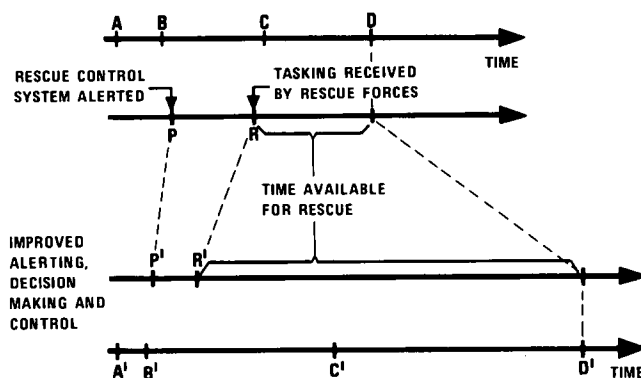 A B C D
TIME
RESCUE CONTROL
SYSTEM ALERTED
TASKING RECEIVED
BY RESCUE FORCES
P R
TIME AVAILABLE
FOR RESCUE
IMPROVED
ALERTING,
DECISION
MAKING AND
CONTROL
P' R'
A' B' C' D' TIME